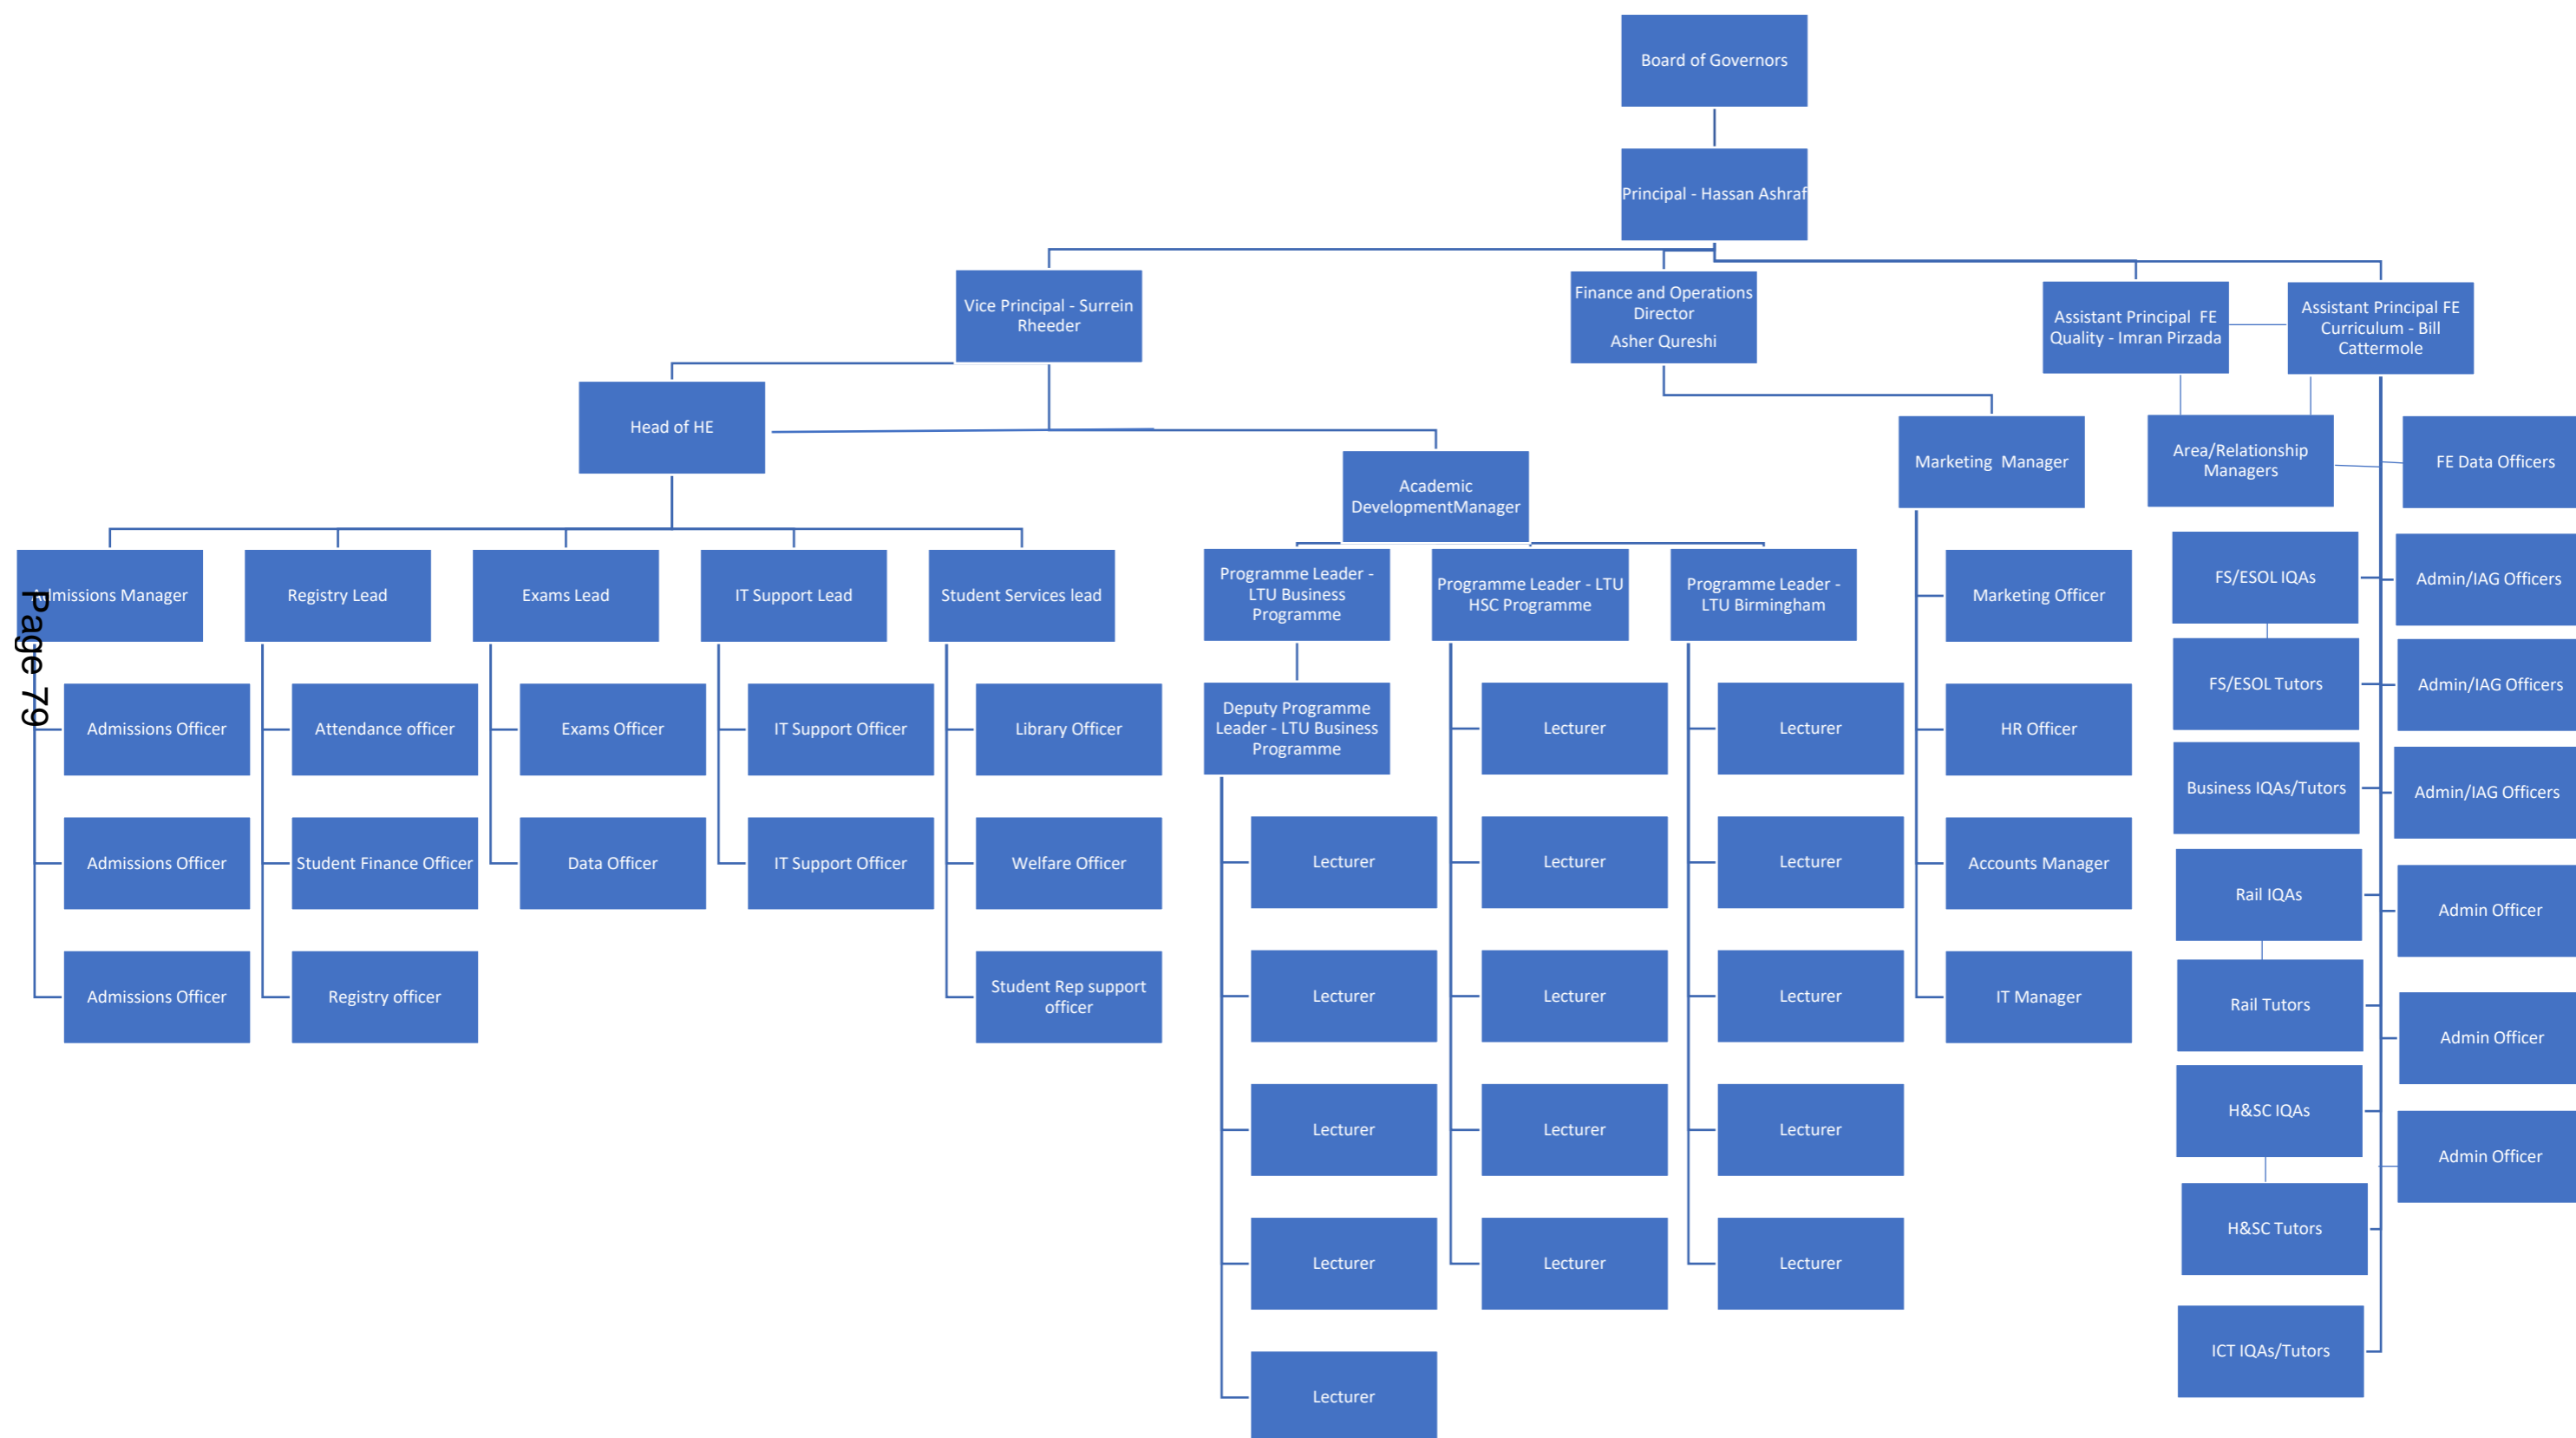 Board of Governors
Principal - Hassan Ashraf
Vice Principal - Surrein
Rheeder
Finance and Operations
Director
Asher Qureshi
Assistant Principal FE
Quality - Imran Pirzada
Assistant Principal FE
Curriculum - Bill
Cattermole
Head of HE
Academic
DevelopmentManager
Marketing Manager
Area/Relationship
Managers
FE Data Officers
Admissions Manager
Registry Lead
Exams Lead
IT Support Lead
Student Services lead
Programme Leader -
LTU Business
Programme
Programme Leader - LTU
HSC Programme
Programme Leader -
LTU Birmingham
Marketing Officer
FS/ESOL IQAs
Admin/IAG Officers
Page 79
Admissions Officer
Attendance officer
Exams Officer
IT Support Officer
Library Officer
Deputy Programme
Leader - LTU Business
Programme
Lecturer
Lecturer
HR Officer
FS/ESOL Tutors
Admin/IAG Officers
Business IQAs/Tutors
Admin/IAG Officers
Admissions Officer
Student Finance Officer
Data Officer
IT Support Officer
Welfare Officer
Lecturer
Lecturer
Lecturer
Accounts Manager
Rail IQAs
Admin Officer
Admissions Officer
Registry officer
Student Rep support
officer
Lecturer
Lecturer
Lecturer
IT Manager
Rail Tutors
Admin Officer
Lecturer
Lecturer
Lecturer
H&SC IQAs
Admin Officer
Lecturer
Lecturer
Lecturer
H&SC Tutors
Lecturer
ICT IQAs/Tutors